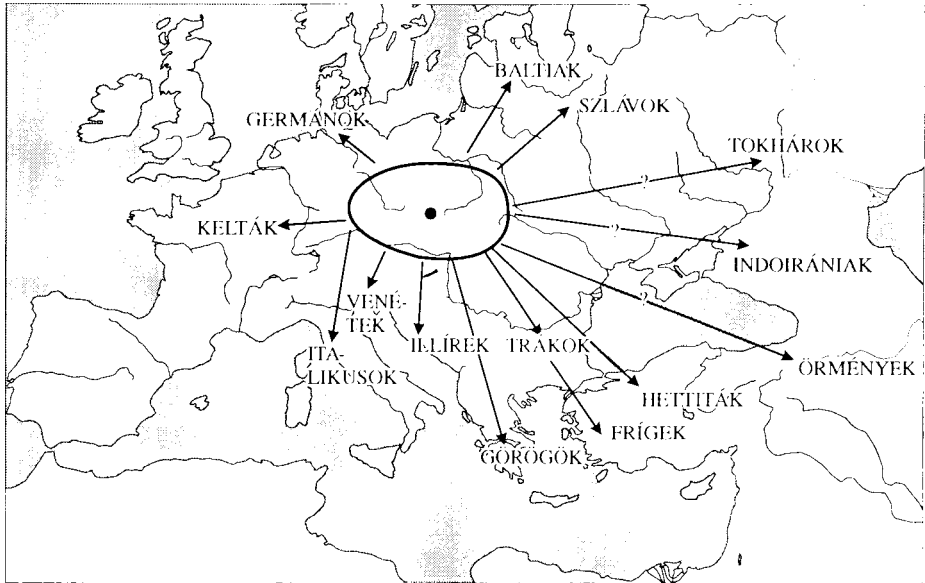 BALTIAK
SZLÁVOK
GERMÁNOK
TOKHÁROK
?
KELTÁK
?
INDOIRÁNIAK
?
VENÉ-
TEK
ILLÍREK
TRÁKOK
ITA-
LIKUSOK
ÖRMÉNYEK
HETTITÁK
FRÍGEK
GÖRÖGÖK